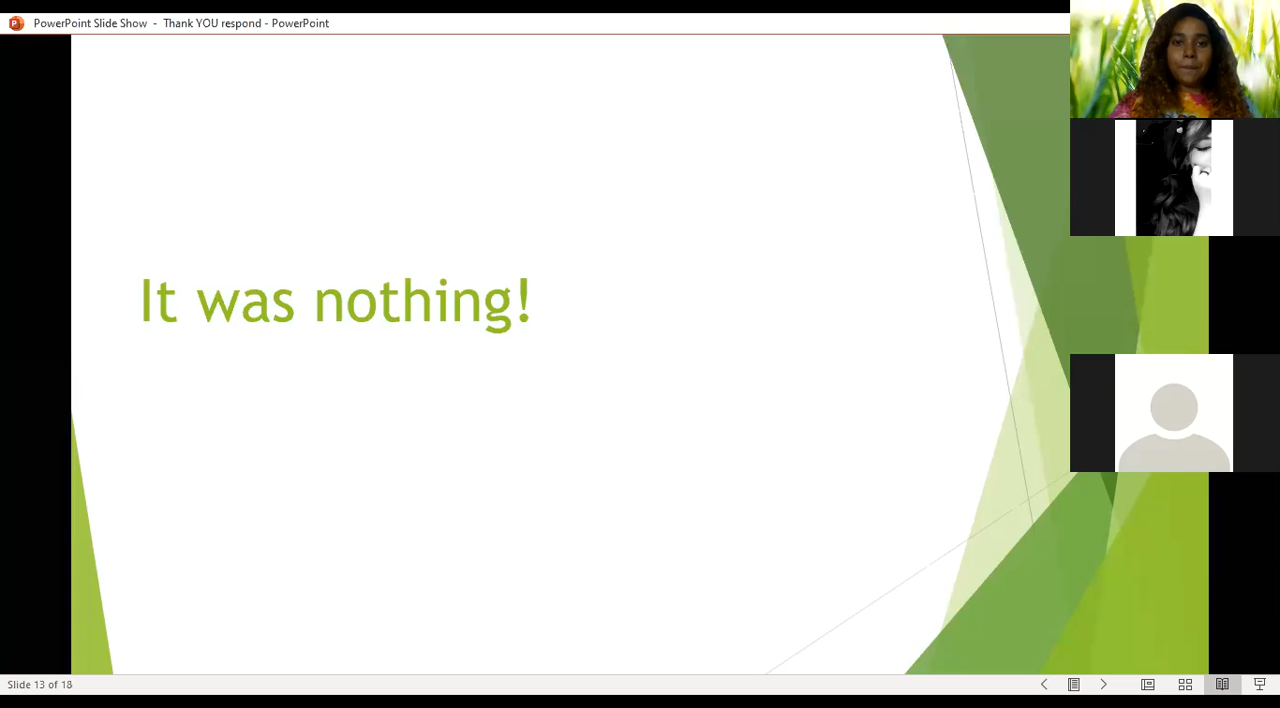 PowerPoint Slide Show - Thank YOU respond - PowerPoint
It was nothing!
Slide 13 of 18